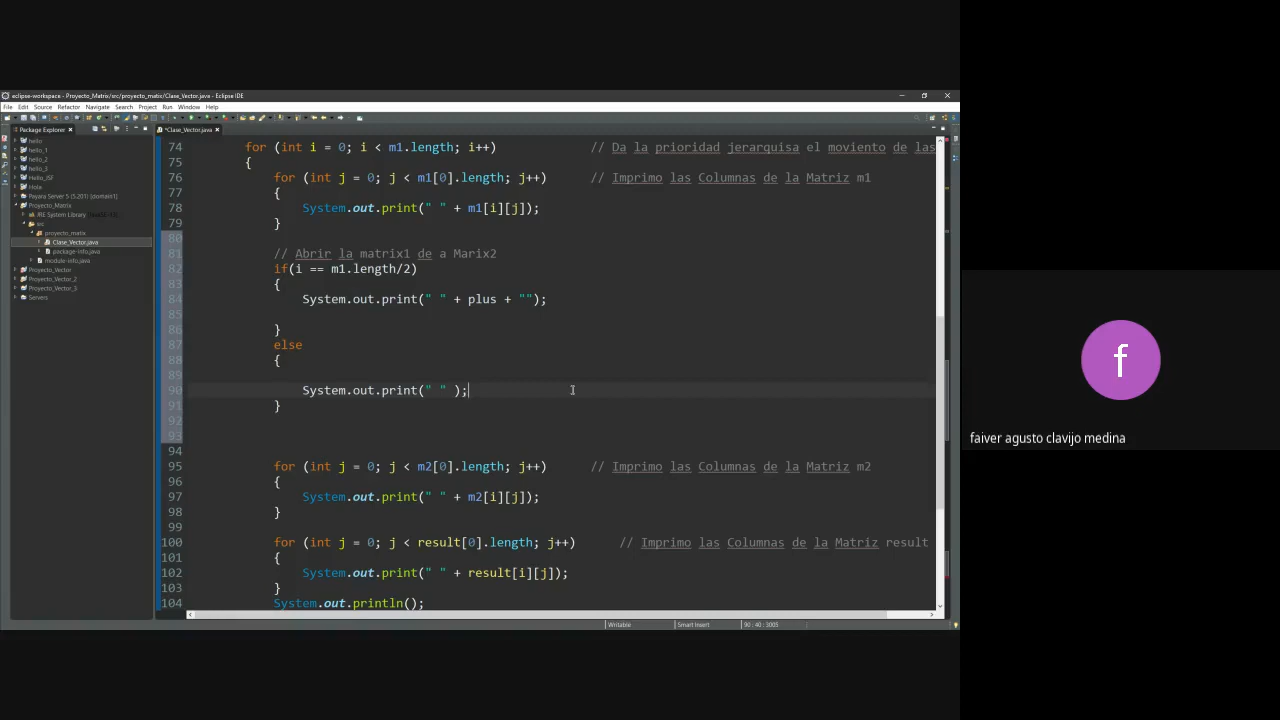 eclipse-workspace - Proyecto_Matrix/src/proyecto_matix/Clase_Vector.java - Eclipse IDE
File Edit Source Refactor Navigate Search Project Run Window Help
Package Explorer
*Clase_Vector.java
hello
hello_1
hello_2
hello_3
Hello_JSF
Hola
Payara Server 5 (5.201) [domain1]
Proyecto_Matrix
JRE System Library
src
proyecto_matix
Clase_Vector.java
package-info.java
module-info.java
Proyecto_Vector
Proyecto_Vector_2
Proyecto_Vector_3
Servers
74 for (int i = 0; i < m1.length; i++) // Da la prioridad jerarquisa el moviento de las
75 {
76 for (int j = 0; j < m1[0].length; j++) // Imprimo las Columnas de la Matriz m1
77 {
78 System.out.print(" " + m1[i][j]);
79 }
80
81 // Abrir la matrix1 de a Marix2
82 if(i == m1.length/2)
83 {
84 System.out.print(" " + plus + "");
85
86 }
87 else
88 {
89
90 System.out.print(" " );
91 }
92
93
94
95 for (int j = 0; j < m2[0].length; j++) // Imprimo las Columnas de la Matriz m2
96 {
97 System.out.print(" " + m2[i][j]);
98 }
99
100 for (int j = 0; j < result[0].length; j++) // Imprimo las Columnas de la Matriz result
101 {
102 System.out.print(" " + result[i][j]);
103 }
104 System.out.println();
Writable Smart Insert 90 : 40 : 3005
f
faiver agusto clavijo medina